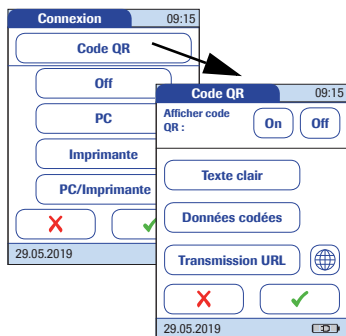 Connexion 09:15
Code QR
Off
PC
Imprimante
PC/Imprimante
29.05.2019
Code QR 09:15
Afficher code
QR : On Off
Texte clair
Données codées
Transmission URL
29.05.2019